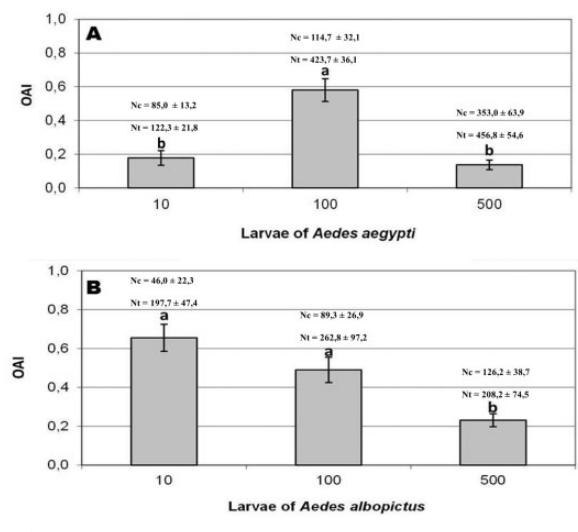 A
1,0
Nc = 114,7 ± 32,1
0,8
Nt = 423,7 ± 36,1
a
0,6
OAI
Nc = 85,0 ± 13,2
Nc = 353,0 ± 63,9
0,4
Nt = 122,3 ± 21,8
Nt = 456,8 ± 54,6
b
b
0,2
0,0
10 100 500
Larvae of Aedes aegypti
B
1,0
Nc = 46,0 ± 22,3
Nt = 197,7 ± 47,4
0,8
a
Nc = 89,3 ± 26,9
Nt = 262,8 ± 97,2
a
0,6
OAI
Nc = 126,2 ± 38,7
0,4
Nt = 208,2 ± 74,5
b
0,2
0,0
10 100 500
Larvae of Aedes albopictus